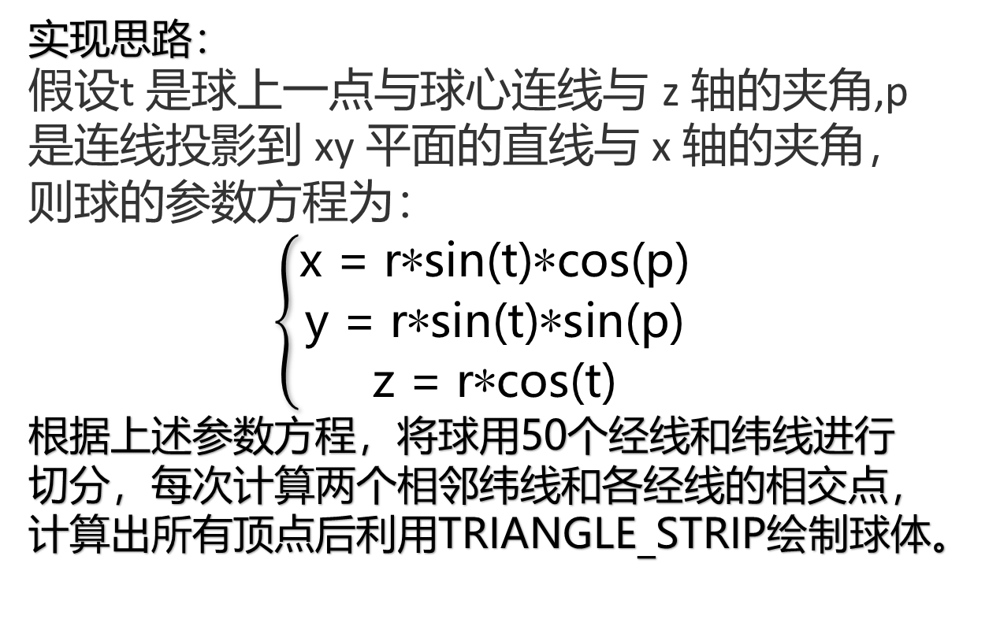 实现思路：
假设t 是球上一点与球心连线与 z 轴的夹角,p
是连线投影到 xy 平面的直线与 x 轴的夹角，
则球的参数方程为：
x = r*sin(t)*cos(p)
y = r*sin(t)*sin(p)
z = r*cos(t)
根据上述参数方程，将球用50个经线和纬线进行
切分，每次计算两个相邻纬线和各经线的相交点，
计算出所有顶点后利用TRIANGLE_STRIP绘制球体。